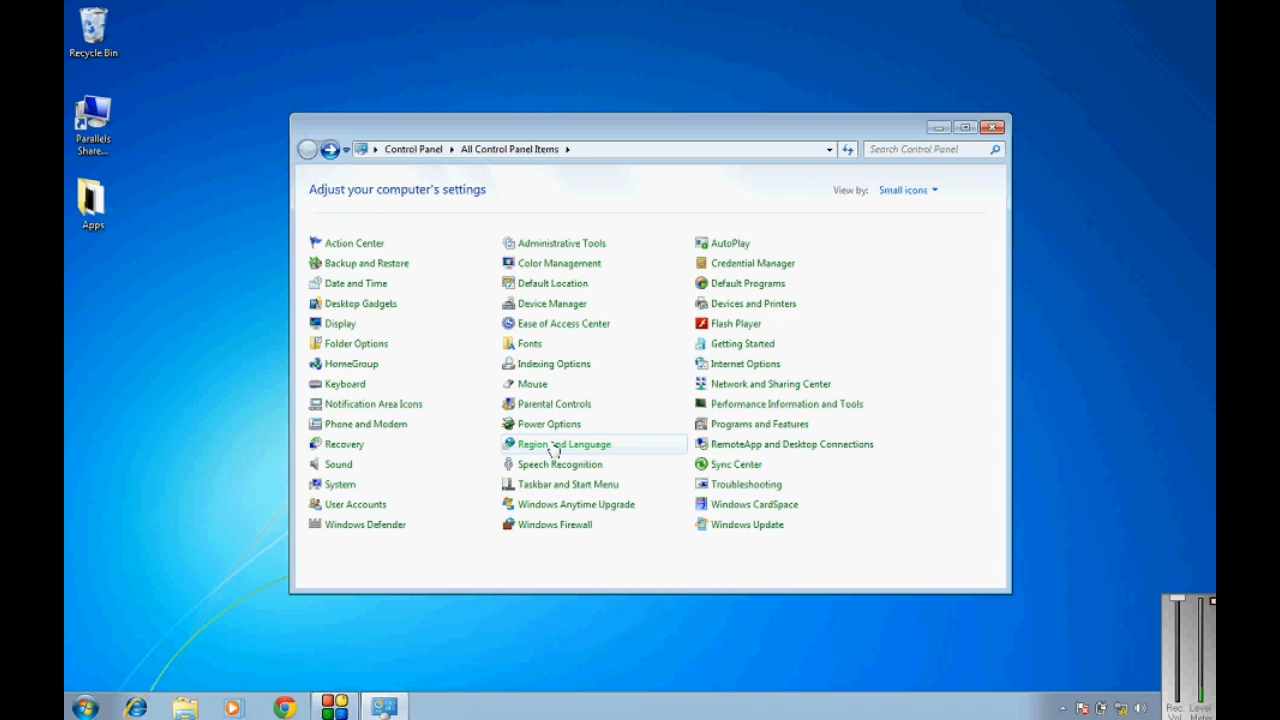 Recycle Bin
Parallels
Share...
Apps
Control Panel
All Control Panel Items
Search Control Panel
Adjust your computer's settings
View by:
Small icons
Action Center
Administrative Tools
AutoPlay
Backup and Restore
Color Management
Credential Manager
Date and Time
Default Location
Default Programs
Desktop Gadgets
Device Manager
Devices and Printers
Display
Ease of Access Center
Flash Player
Folder Options
Fonts
Getting Started
HomeGroup
Indexing Options
Internet Options
Keyboard
Mouse
Network and Sharing Center
Notification Area Icons
Parental Controls
Performance Information and Tools
Phone and Modem
Power Options
Programs and Features
Recovery
Region and Language
RemoteApp and Desktop Connections
Sound
Speech Recognition
Sync Center
System
Taskbar and Start Menu
Troubleshooting
User Accounts
Windows Anytime Upgrade
Windows CardSpace
Windows Defender
Windows Firewall
Windows Update
Rec. Level
Vol. Meter